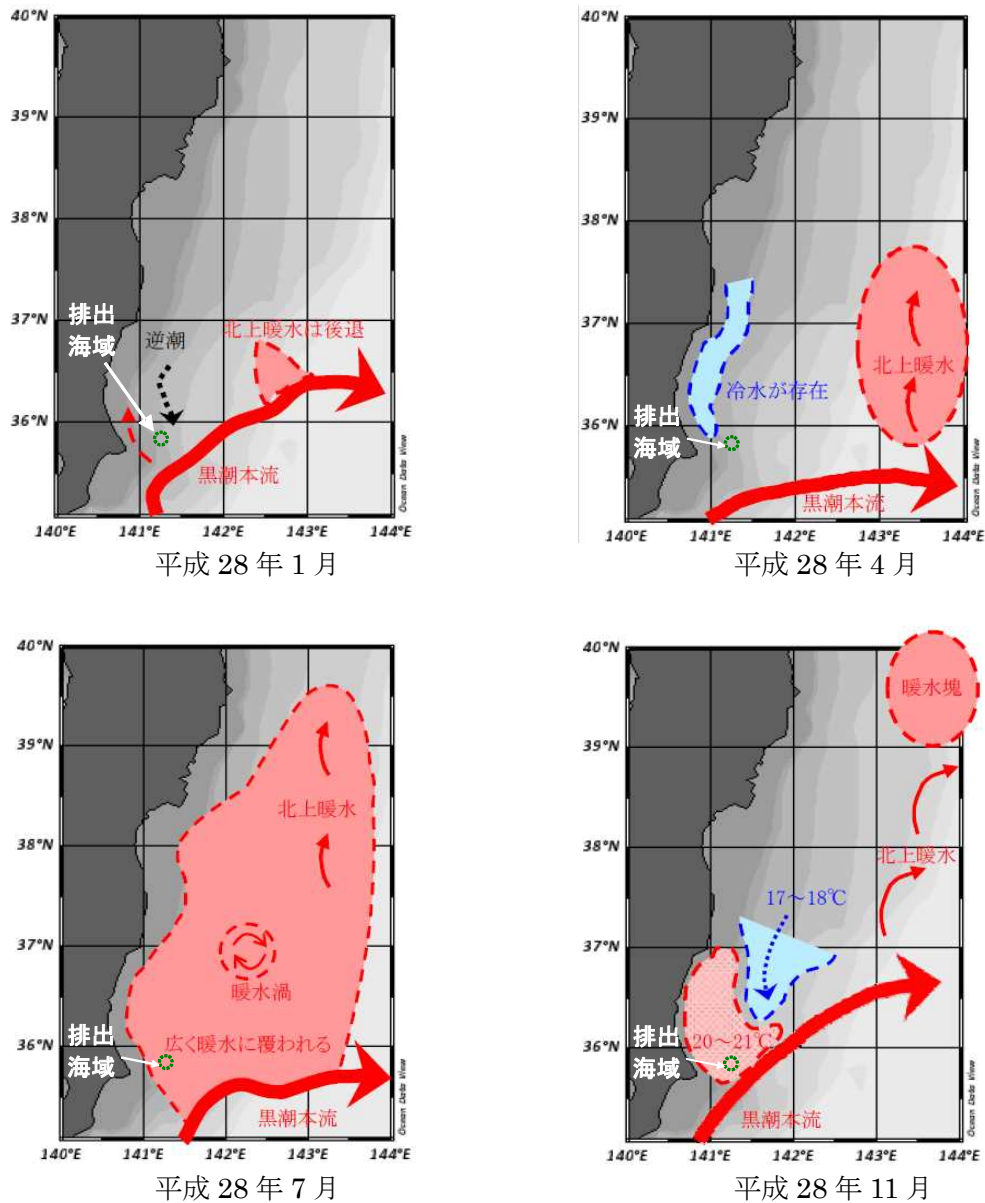 40°N
39°N
38°N
37°N
36°N
140°E
141°E
142°E
143°E
144°E
排出
海域
逆潮
北上暖水は後退
黒潮本流
Ocean Data View
平成 28 年 1 月
40°N
39°N
38°N
37°N
36°N
140°E
141°E
142°E
143°E
144°E
北上暖水
冷水が存在
排出
海域
黒潮本流
Ocean Data View
平成 28 年 4 月
40°N
39°N
38°N
37°N
36°N
140°E
141°E
142°E
143°E
144°E
北上暖水
暖水渦
広く暖水に覆われる
排出
海域
黒潮本流
Ocean Data View
平成 28 年 7 月
40°N
39°N
38°N
37°N
36°N
140°E
141°E
142°E
143°E
144°E
暖水塊
北上暖水
17～18℃
20～21℃
排出
海域
黒潮本流
Ocean Data View
平成 28 年 11 月